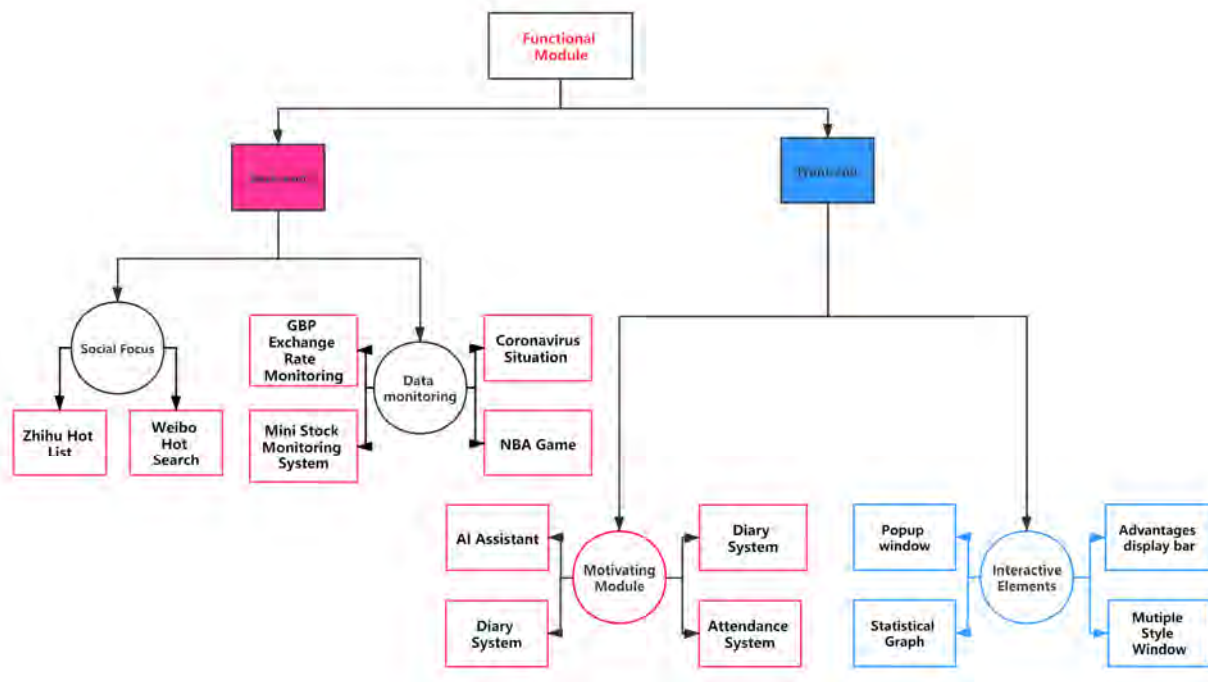 Functional
Module
Social Focus
Zhihu Hot
List
Weibo
Hot
Search
GBP
Exchange
Rate
Monitoring
Mini Stock
Monitoring
System
Data
monitoring
Coronavirus
Situation
NBA Game
AI Assistant
Diary
System
Motivating
Module
Diary
System
Attendance
System
Popup
window
Statistical
Graph
Interactive
Elements
Advantages
display bar
Mutiple
Style
Window